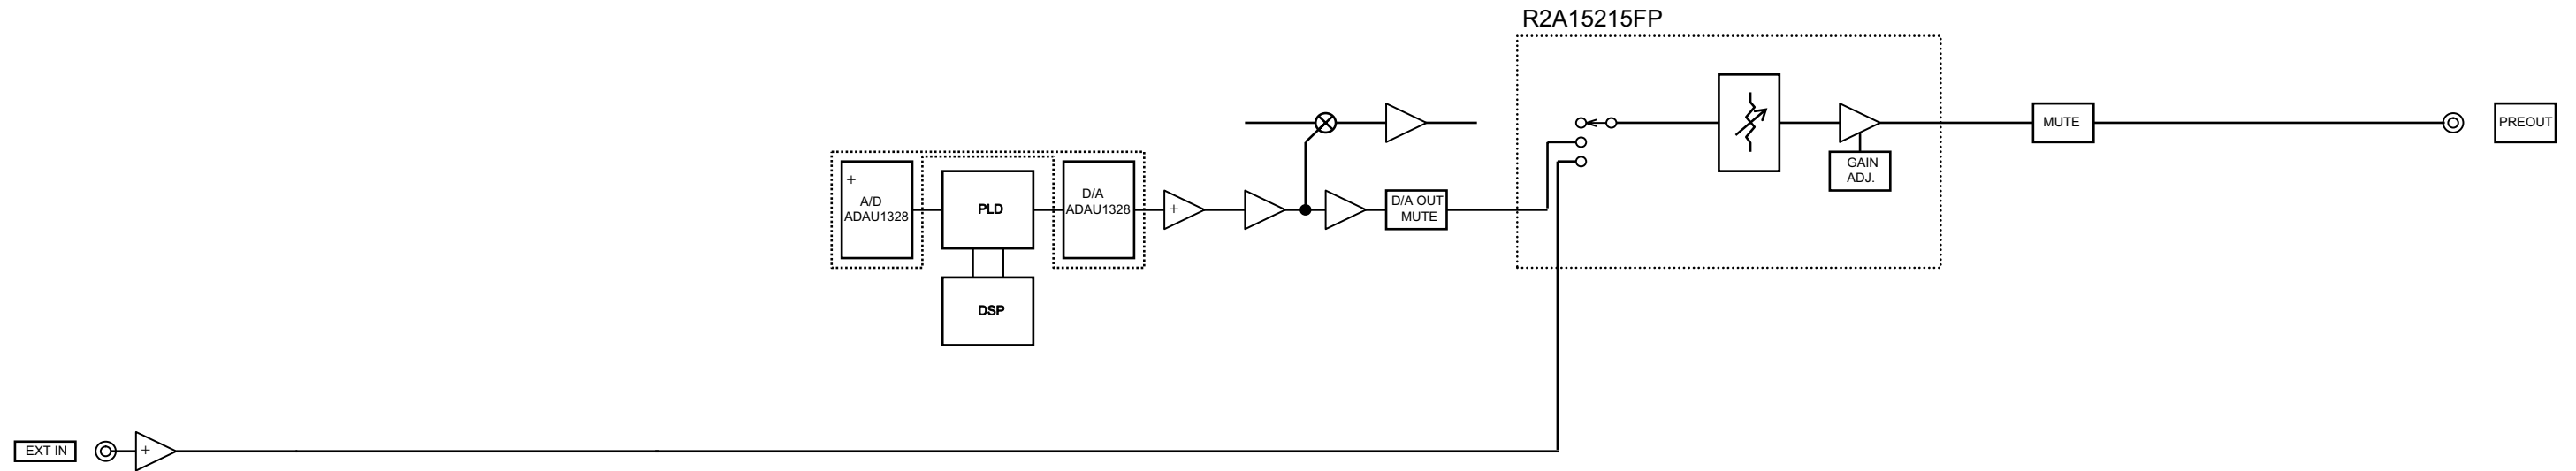 R2A15215FP
MUTE
PREOUT
GAIN
ADJ.
+
A/D
ADAU1328
PLD
D/A
ADAU1328
+
D/A OUT
MUTE
DSP
EXT IN
+